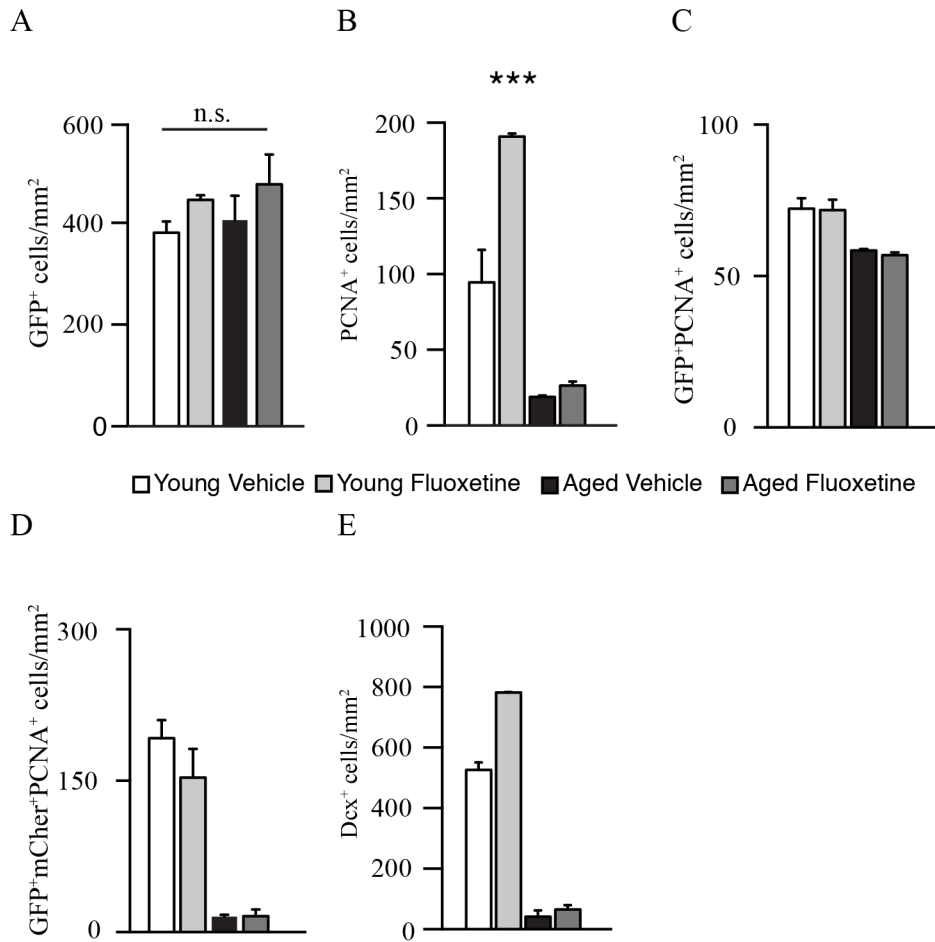 A
GFP⁺ cells/mm²
600
400
200
0
n.s.
B
PCNA⁺ cells/mm²
200
150
100
50
0
***
C
GFP⁺PCNA⁺ cells/mm²
100
50
0
Young Vehicle Young Fluoxetine Aged Vehicle Aged Fluoxetine
D
GFP⁺mCher⁺PCNA⁺ cells/mm²
300
150
0
E
Dcx⁺ cells/mm²
1000
800
600
400
200
0